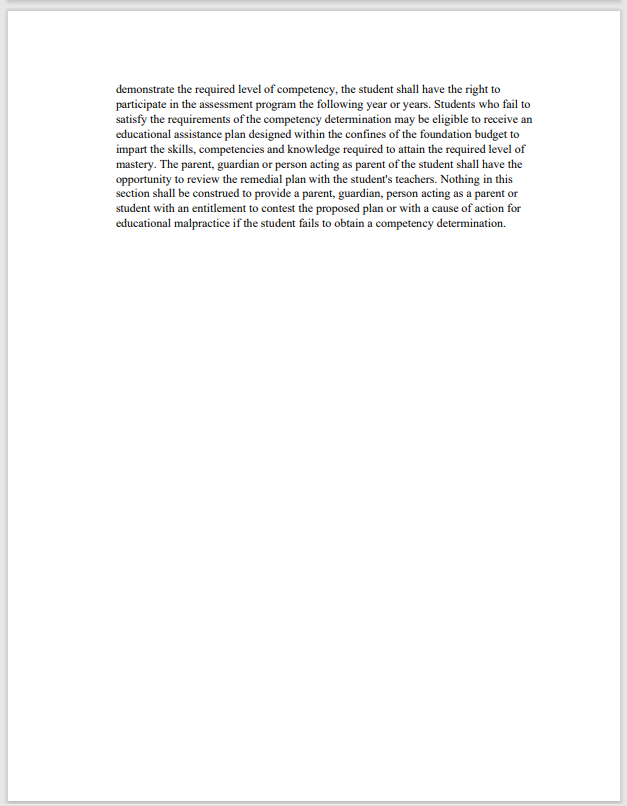 demonstrate the required level of competency, the student shall have the right to
participate in the assessment program the following year or years. Students who fail to
satisfy the requirements of the competency determination may be eligible to receive an
educational assistance plan designed within the confines of the foundation budget to
impart the skills, competencies and knowledge required to attain the required level of
mastery. The parent, guardian or person acting as parent of the student shall have the
opportunity to review the remedial plan with the student's teachers. Nothing in this
section shall be construed to provide a parent, guardian, person acting as a parent or
student with an entitlement to contest the proposed plan or with a cause of action for
educational malpractice if the student fails to obtain a competency determination.